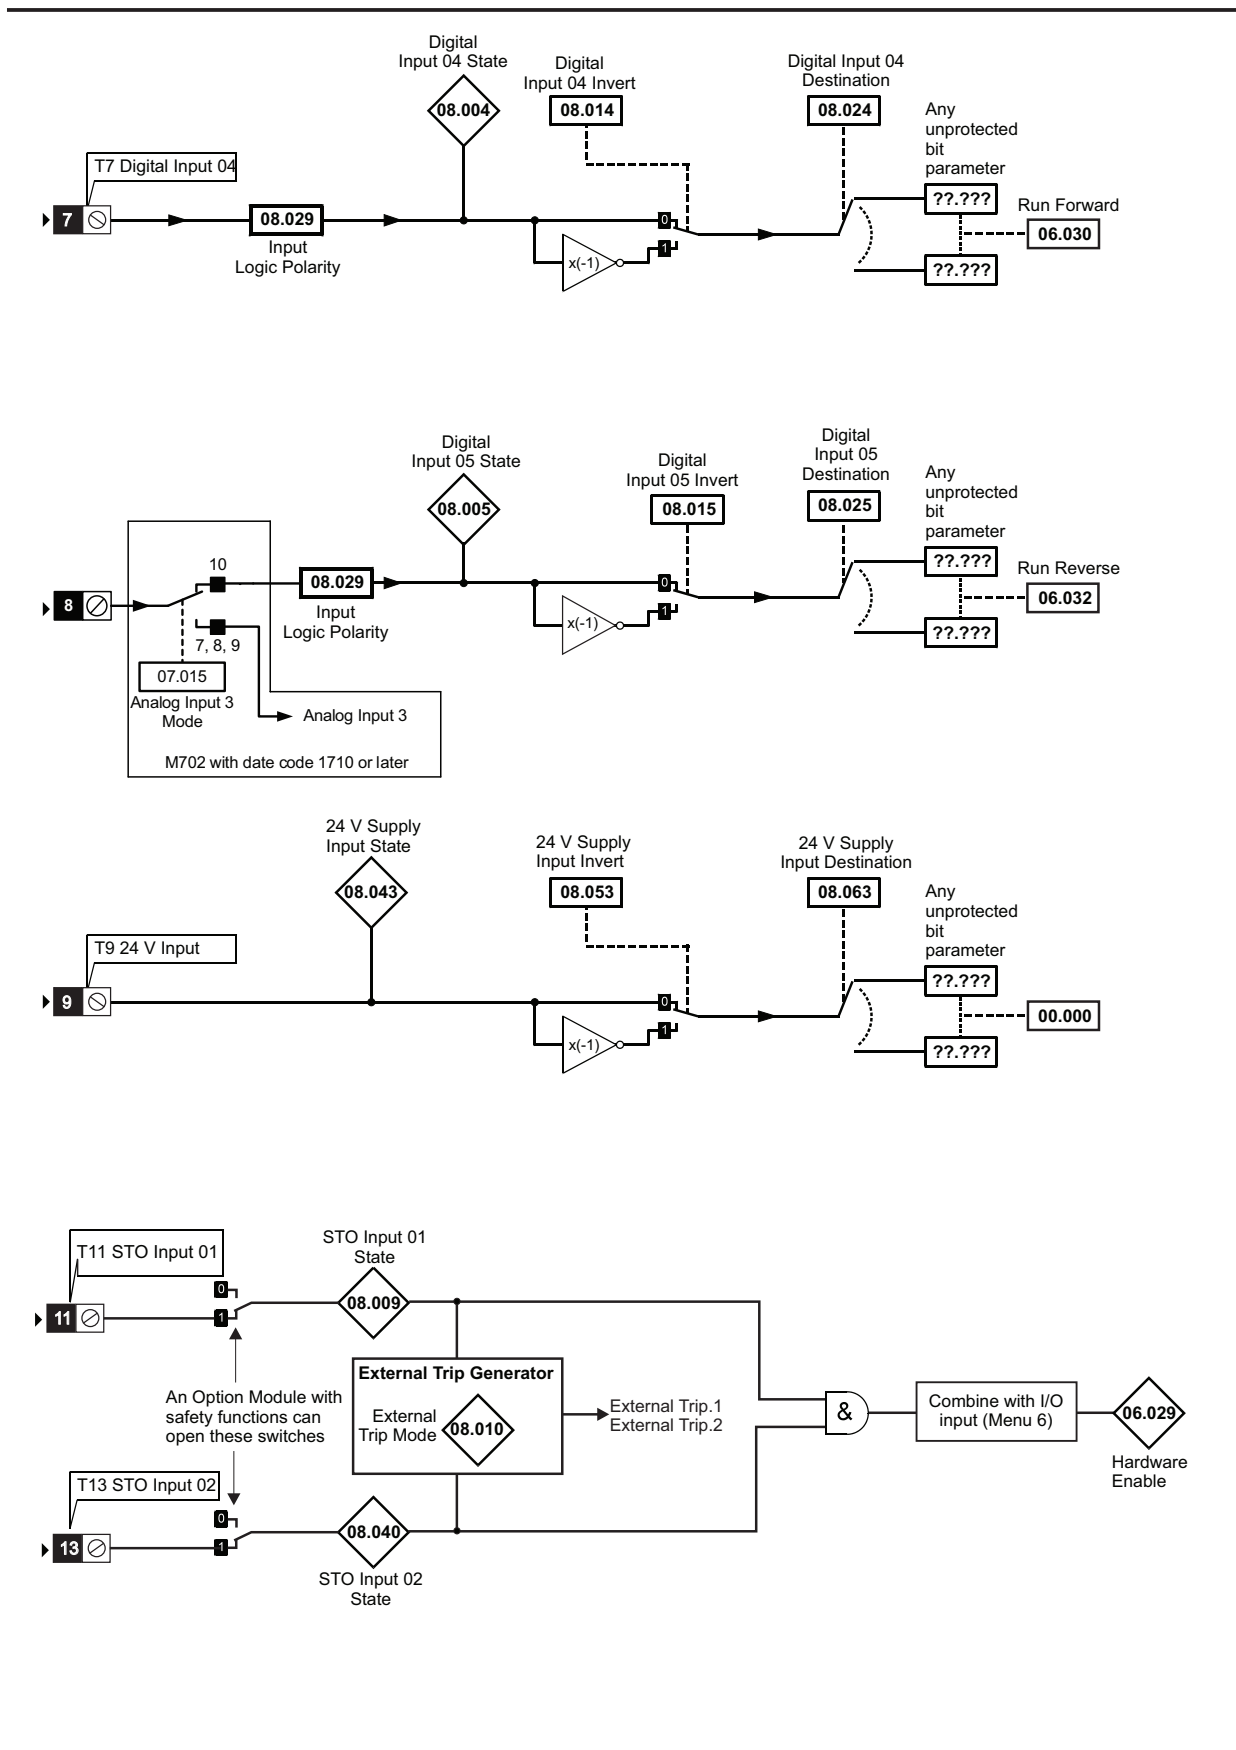 Digital
Input 04 State
Digital
Input 04 Invert
Digital Input 04
Destination
08.004
08.014
08.024
Any
unprotected
bit
parameter
T7 Digital Input 04
7
08.029
Input
Logic Polarity
0
1
x(-1)
??.???
??.???
Run Forward
06.030
Digital
Input 05 State
Digital
Input 05 Invert
Digital
Input 05
Destination
08.005
08.015
08.025
Any
unprotected
bit
parameter
8
10
7, 8, 9
07.015
Analog Input 3
Mode
Analog Input 3
M702 with date code 1710 or later
08.029
Input
Logic Polarity
0
1
x(-1)
??.???
??.???
Run Reverse
06.032
24 V Supply
Input State
24 V Supply
Input Invert
24 V Supply
Input Destination
08.043
08.053
08.063
Any
unprotected
bit
parameter
T9 24 V Input
9
0
1
x(-1)
??.???
??.???
00.000
T11 STO Input 01
11
0
1
STO Input 01
State
08.009
An Option Module with
safety functions can
open these switches
External Trip Generator
External
Trip Mode
08.010
External Trip.1
External Trip.2
&
Combine with I/O
input (Menu 6)
06.029
Hardware
Enable
T13 STO Input 02
13
0
1
08.040
STO Input 02
State